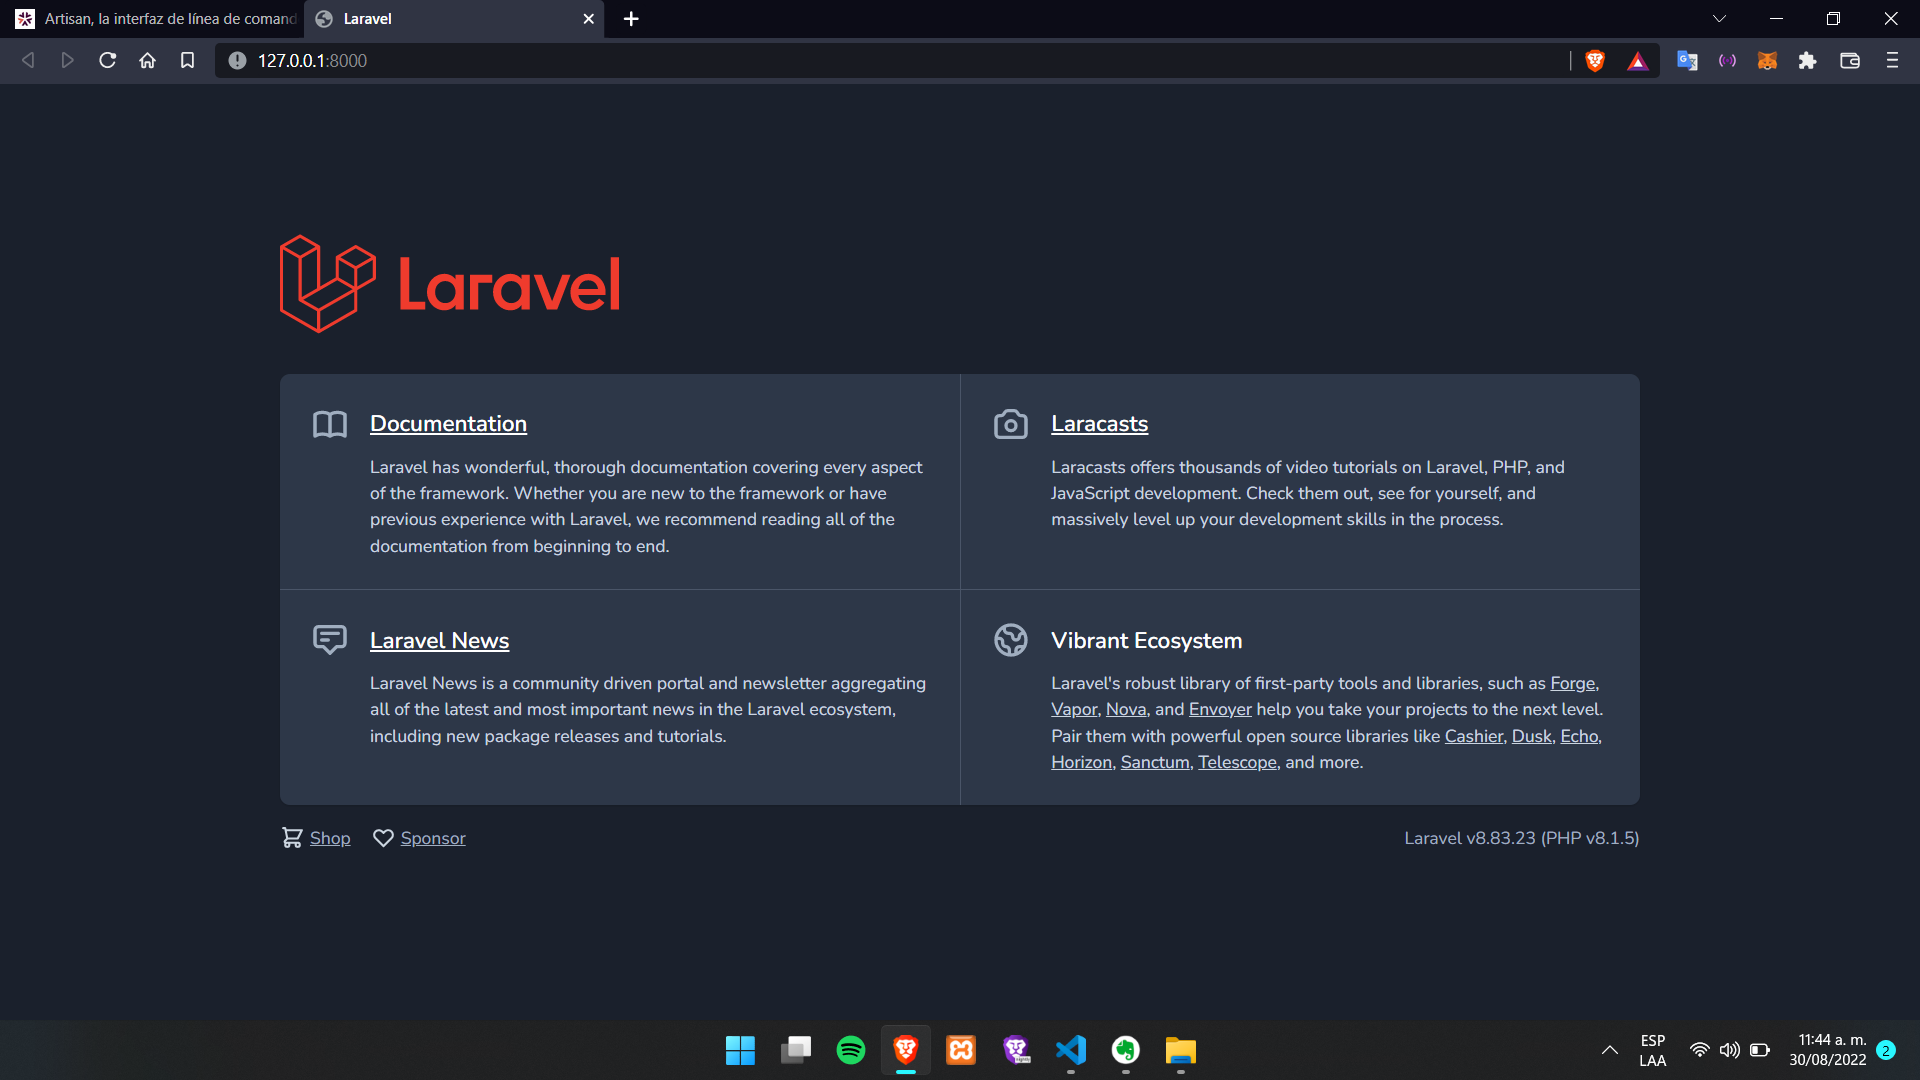 Artisan, la interfaz de línea de comand
Laravel
127.0.0.1:8000
Laravel
Documentation
Laravel has wonderful, thorough documentation covering every aspect
of the framework. Whether you are new to the framework or have
previous experience with Laravel, we recommend reading all of the
documentation from beginning to end.
Laracasts
Laracasts offers thousands of video tutorials on Laravel, PHP, and
JavaScript development. Check them out, see for yourself, and
massively level up your development skills in the process.
Laravel News
Laravel News is a community driven portal and newsletter aggregating
all of the latest and most important news in the Laravel ecosystem,
including new package releases and tutorials.
Vibrant Ecosystem
Laravel's robust library of first-party tools and libraries, such as Forge,
Vapor, Nova, and Envoyer help you take your projects to the next level.
Pair them with powerful open source libraries like Cashier, Dusk, Echo,
Horizon, Sanctum, Telescope, and more.
Shop
Sponsor
Laravel v8.83.23 (PHP v8.1.5)
ESP
LAA
11:44 a. m.
30/08/2022
2